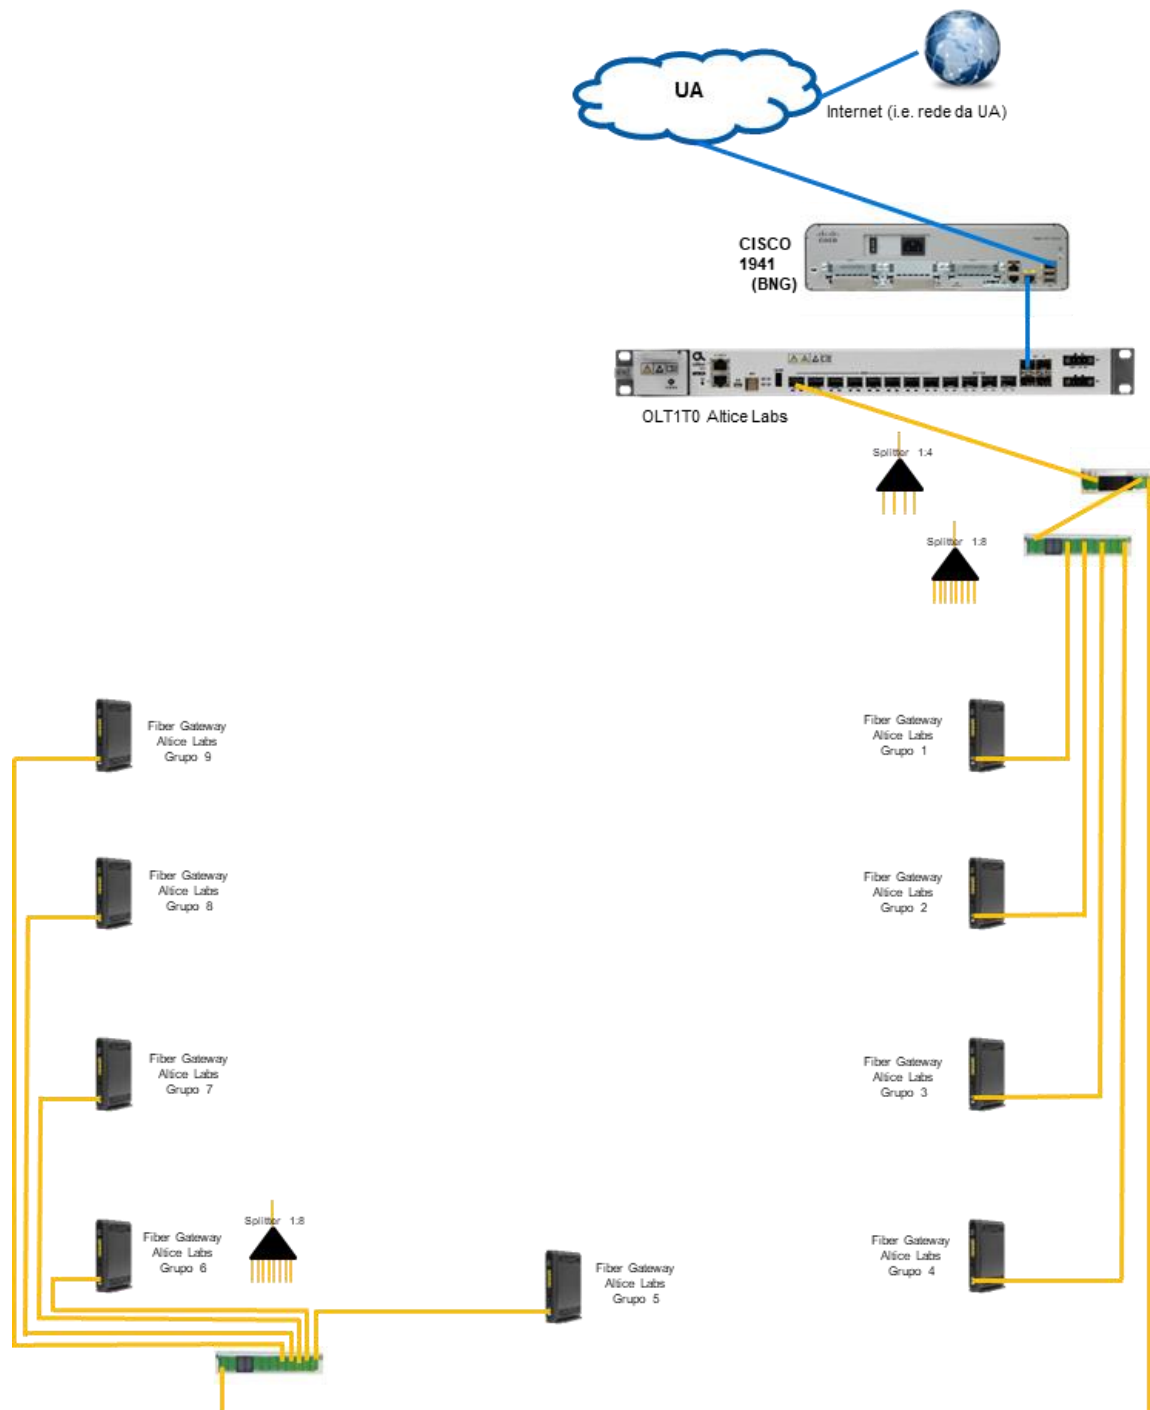 UA
Internet (i.e. rede da UA)
CISCO
1941
(BNG)
OLT1T0 Altice Labs
Splitter 1:4
Splitter 1:8
Fiber Gateway
Altice Labs
Grupo 9
Fiber Gateway
Altice Labs
Grupo 1
Fiber Gateway
Altice Labs
Grupo 8
Fiber Gateway
Altice Labs
Grupo 2
Fiber Gateway
Altice Labs
Grupo 7
Fiber Gateway
Altice Labs
Grupo 3
Fiber Gateway
Altice Labs
Grupo 6
Splitter 1:8
Fiber Gateway
Altice Labs
Grupo 5
Fiber Gateway
Altice Labs
Grupo 4